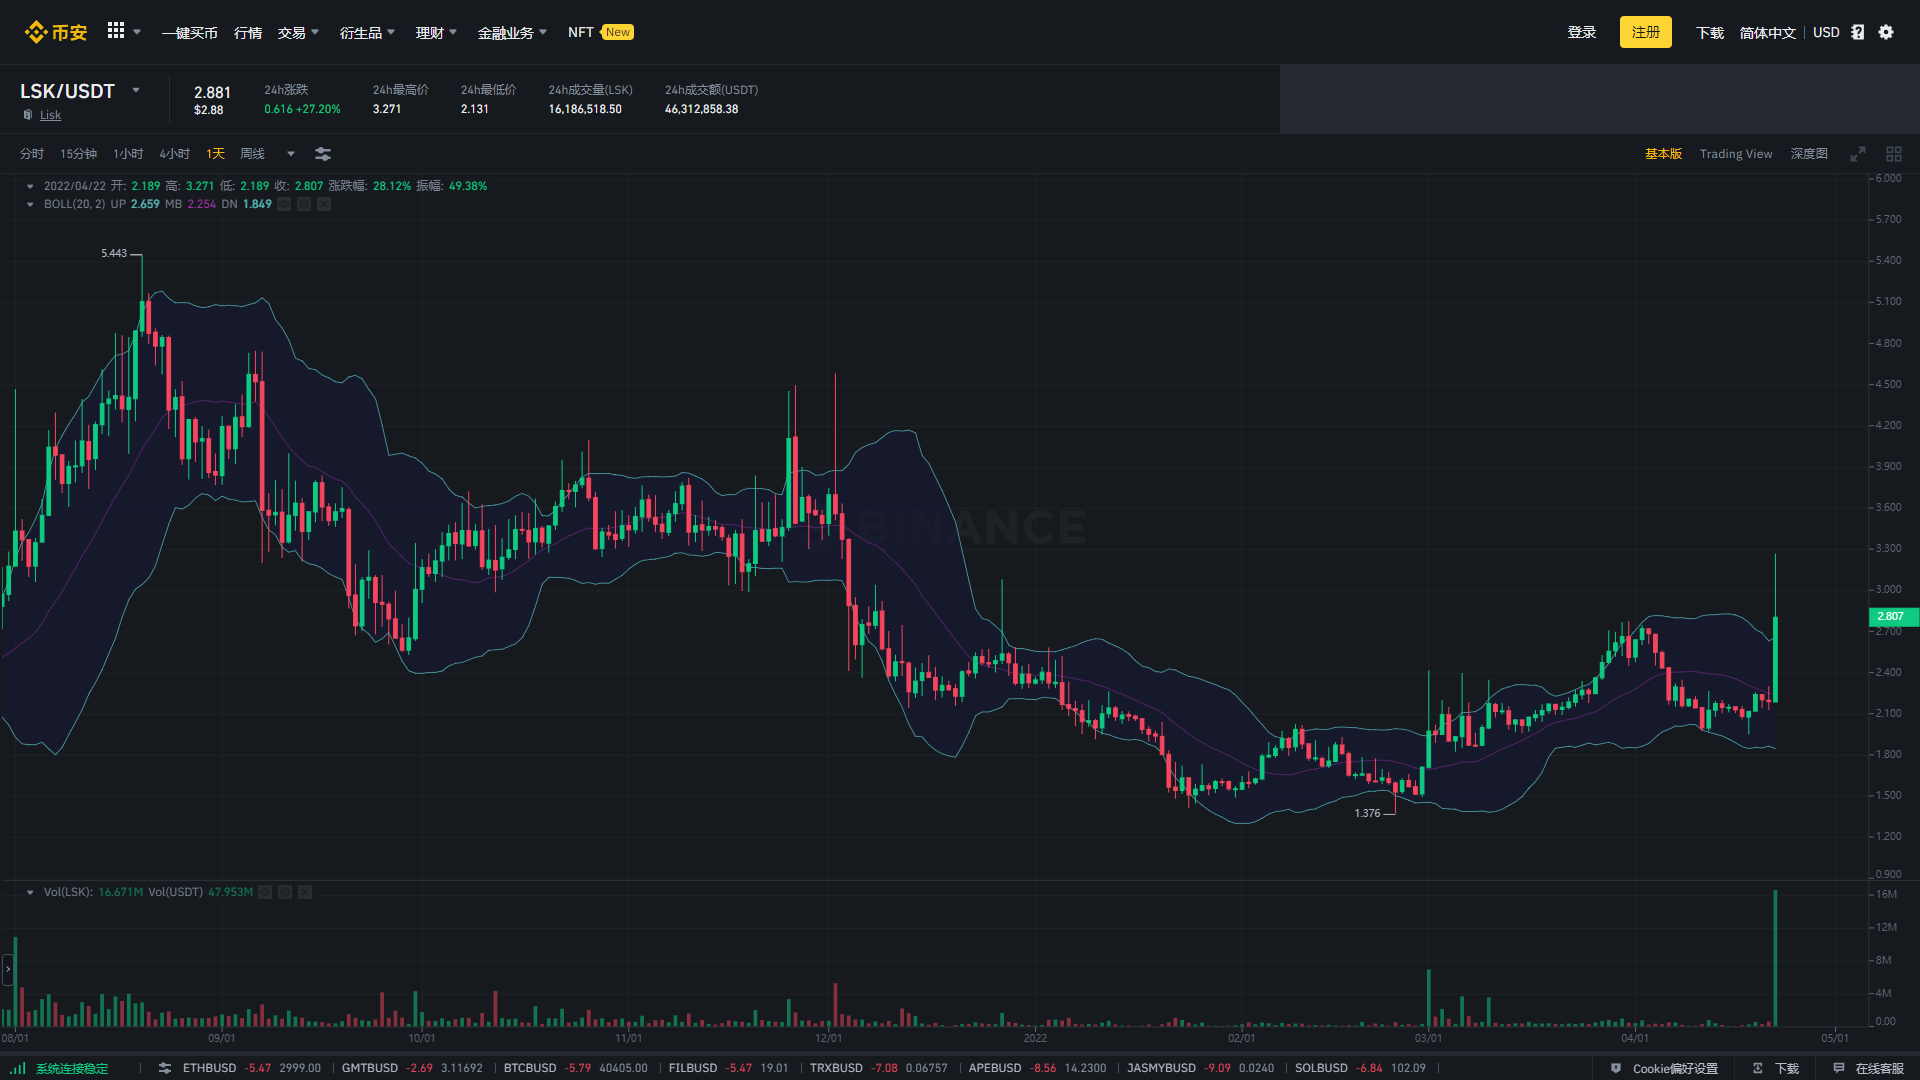 币安 一键买币 行情 交易 衍生品 理财 金融业务 NFT New 登录 注册 下载 简体中文 USD
LSK/USDT 2.881 24h涨跌 24h最高价 24h最低价 24h成交量(LSK) 24h成交额(USDT)
Lisk $2.88 0.616 +27.20% 3.271 2.131 16,186,518.50 46,312,858.38
分时 15分钟 1小时 4小时 1天 周线 基本版 Trading View 深度图
2022/04/22 开: 2.189 高: 3.271 低: 2.189 收: 2.807 涨跌幅: 28.12% 振幅: 49.38%
BOLL(20, 2) UP 2.659 MB 2.254 DN 1.849
6.000
5.700
5.443
5.400
5.100
4.800
4.500
4.200
3.900
3.600
BINANCE
3.300
3.000
2.807
2.700
2.400
2.100
1.800
1.500
1.376
1.200
0.900
Vol(LSK): 16.671M Vol(USDT) 47.953M
16M
12M
8M
4M
0.00
08/01 09/01 10/01 11/01 12/01 2022 02/01 03/01 04/01 05/01
系统连接稳定 ETHBUSD -5.47 2999.00 GMTBUSD -2.69 3.11692 BTCBUSD -5.79 40405.00 FILBUSD -5.47 19.01 TRXBUSD -7.08 0.06757 APEBUSD -8.56 14.2300 JASMYBUSD -9.09 0.0240 SOLBUSD -6.84 102.09 Cookie偏好设置 下载 在线客服